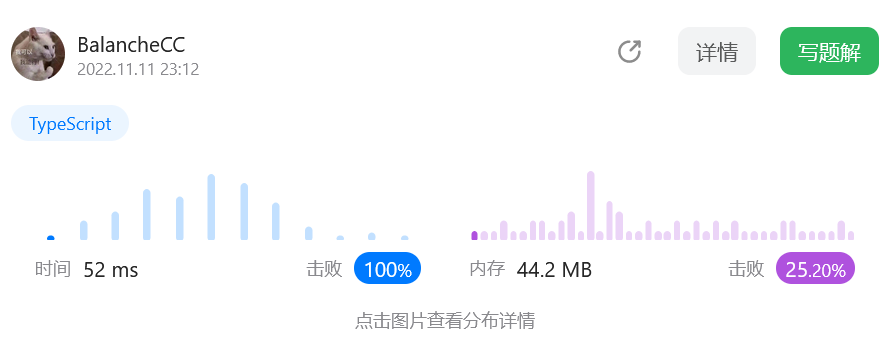 BalancheCC
2022.11.11 23:12
详情
写题解
TypeScript
时间 52 ms 击败 100%
内存 44.2 MB 击败 25.20%
点击图片查看分布详情